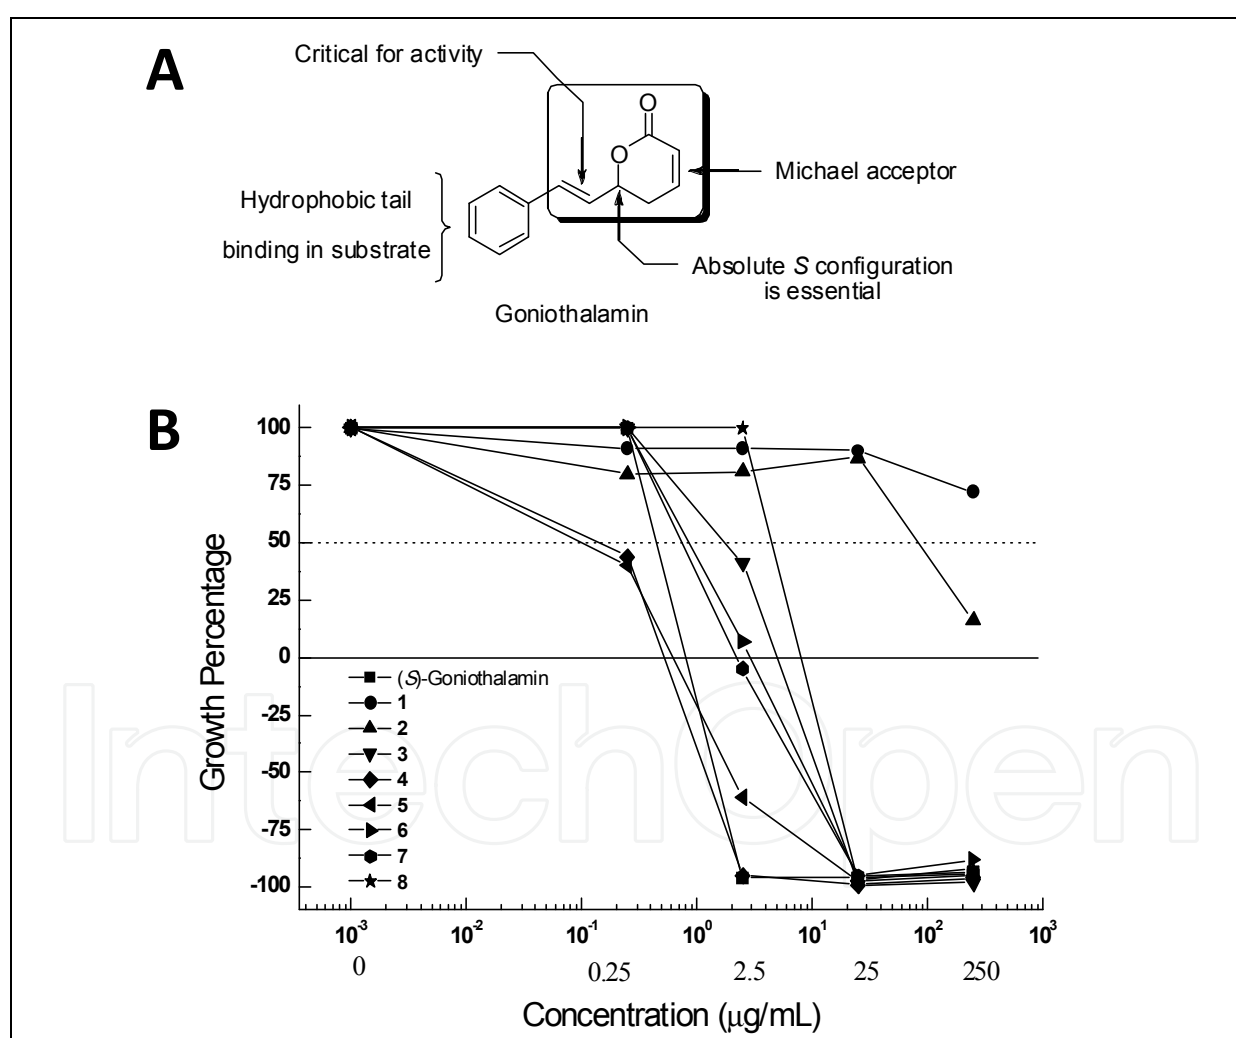 A
Critical for activity
O
O
Michael acceptor
Hydrophobic tail
binding in substrate
Absolute S configuration
is essential
Goniothalamin
B
100
75
50
25
0
-25
-50
-75
-100
Growth Percentage
(S)-Goniothalamin
1
2
3
4
5
6
7
8
IntechOpen
10-3 10-2 10-1 100 101 102 103
0 0.25 2.5 25 250
Concentration (μg/mL)